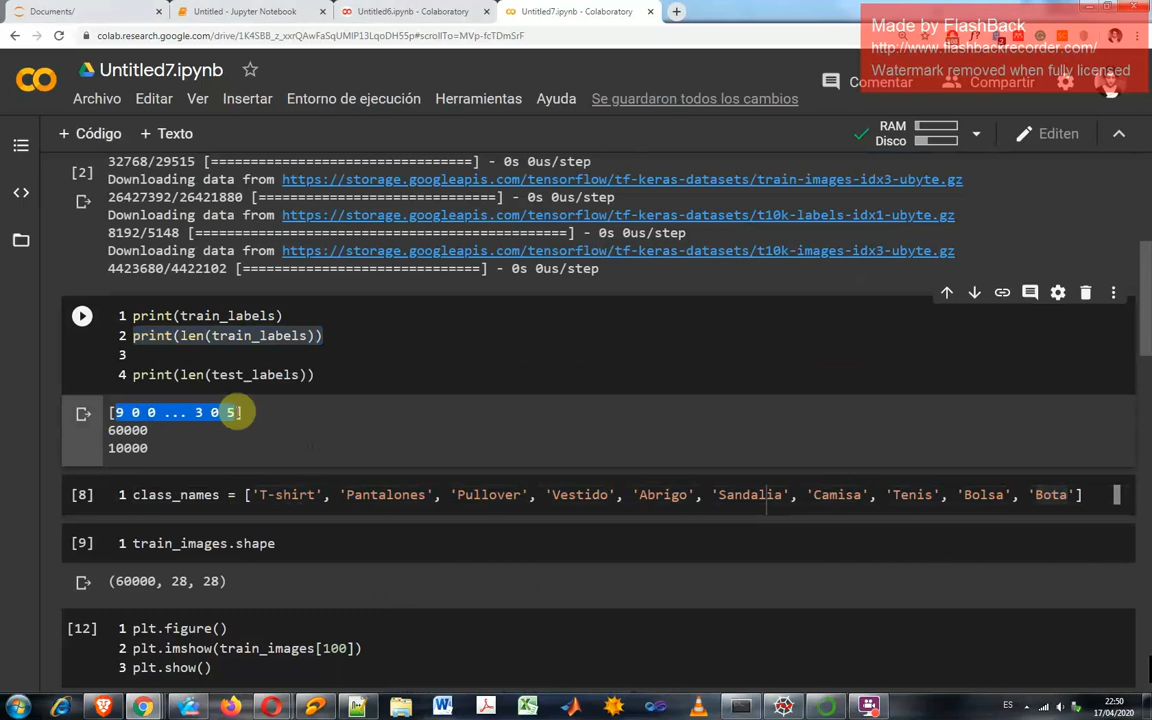 Documents/
Untitled - Jupyter Notebook
Untitled6.ipynb - Colaboratory
Untitled7.ipynb - Colaboratory
Made by FlashBack
http://www.flashbackrecorder.com/
Watermark removed when fully licensed
colab.research.google.com/drive/1K4SBB_z_xxrQAwFaSqUMIP13LqoDH55p#scrollTo=MVp-fcTDmSrF
Untitled7.ipynb
Archivo Editar Ver Insertar Entorno de ejecución Herramientas Ayuda Se guardaron todos los cambios
Comentar
Compartir
+ Código + Texto
RAM
Disco
Editen
32768/29515 [================================] - 0s 0us/step
[2]
Downloading data from https://storage.googleapis.com/tensorflow/tf-keras-datasets/train-images-idx3-ubyte.gz
26427392/26421880 [==============================] - 0s 0us/step
Downloading data from https://storage.googleapis.com/tensorflow/tf-keras-datasets/t10k-labels-idx1-ubyte.gz
8192/5148 [===============================================] - 0s 0us/step
Downloading data from https://storage.googleapis.com/tensorflow/tf-keras-datasets/t10k-images-idx3-ubyte.gz
4423680/4422102 [==============================] - 0s 0us/step
1 print(train_labels)
2 print(len(train_labels))
3
4 print(len(test_labels))
[9 0 0 ... 3 0 5]
60000
10000
[8] 1 class_names = ['T-shirt', 'Pantalones', 'Pullover', 'Vestido', 'Abrigo', 'Sandalia', 'Camisa', 'Tenis', 'Bolsa', 'Bota']
[9] 1 train_images.shape
(60000, 28, 28)
[12] 1 plt.figure()
2 plt.imshow(train_images[100])
3 plt.show()
ES
22:50
17/04/2020